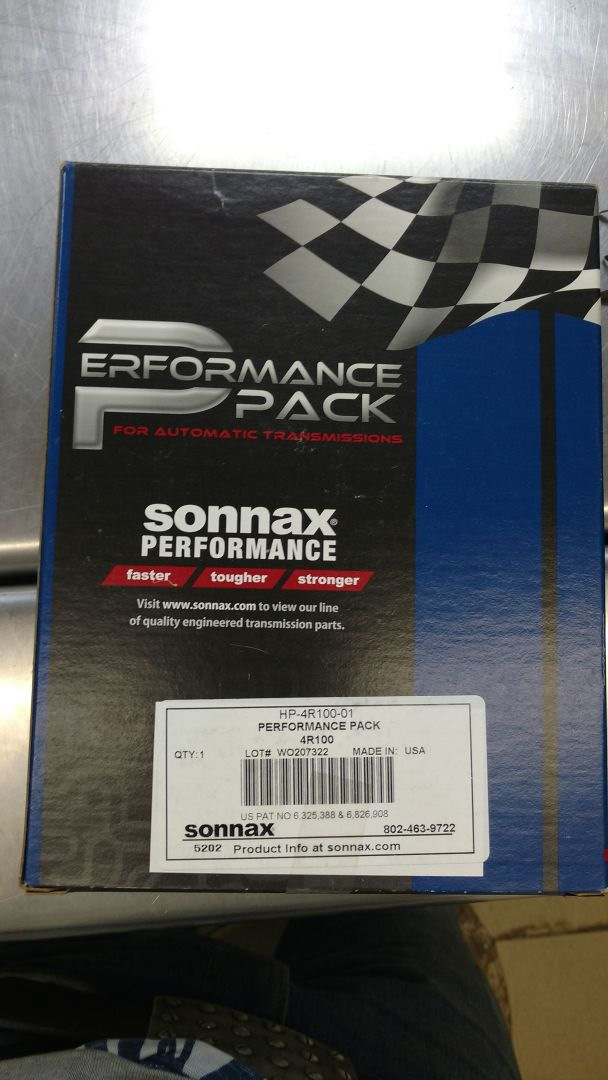 PERFORMANCE
PACK
FOR AUTOMATIC TRANSMISSIONS
sonnax®
PERFORMANCE
faster tougher stronger
Visit www.sonnax.com to view our line
of quality engineered transmission parts.
HP-4R100-01
PERFORMANCE PACK
4R100
QTY: 1 LOT# WO207322 MADE IN: USA
US PAT NO 6,325,388 & 6,826,908
sonnax 802-463-9722
5202 Product Info at sonnax.com